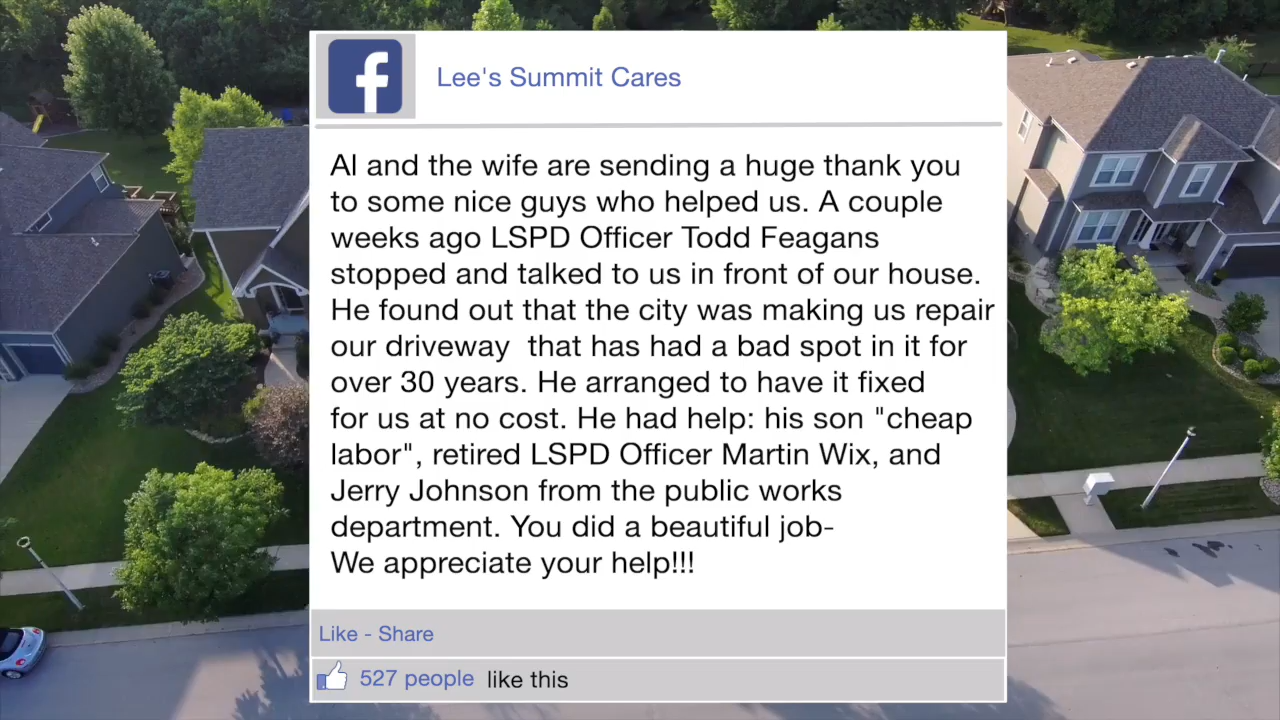 f
Lee's Summit Cares
Al and the wife are sending a huge thank you
to some nice guys who helped us. A couple
weeks ago LSPD Officer Todd Feagans
stopped and talked to us in front of our house.
He found out that the city was making us repair
our driveway  that has had a bad spot in it for
over 30 years. He arranged to have it fixed
for us at no cost. He had help: his son "cheap
labor", retired LSPD Officer Martin Wix, and
Jerry Johnson from the public works
department. You did a beautiful job-
We appreciate your help!!!
Like - Share
527 people like this